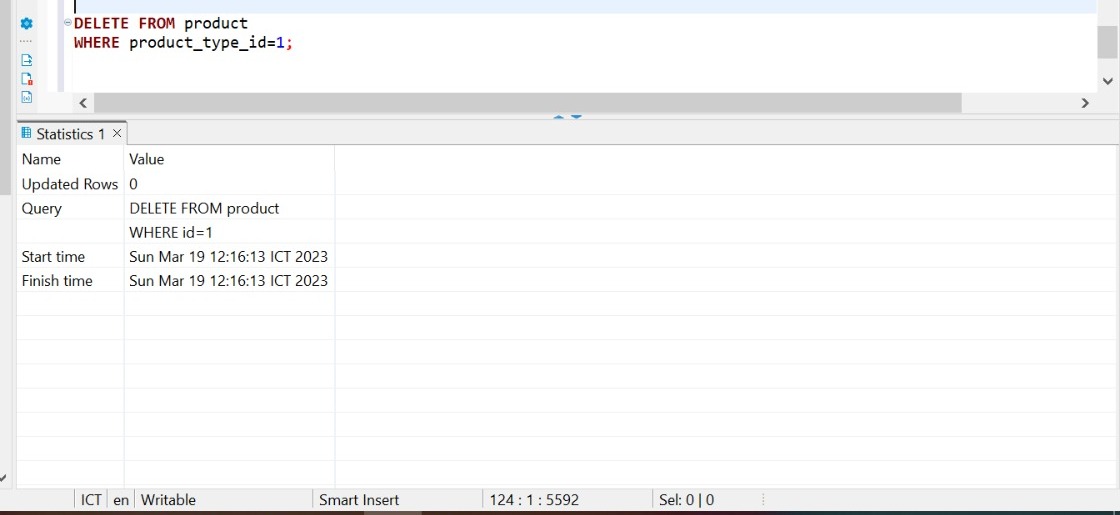 DELETE FROM product
WHERE product_type_id=1;
Statistics 1
Name Value
Updated Rows 0
Query DELETE FROM product
WHERE id=1
Start time Sun Mar 19 12:16:13 ICT 2023
Finish time Sun Mar 19 12:16:13 ICT 2023
ICT en Writable Smart Insert 124 : 1 : 5592 Sel: 0 | 0